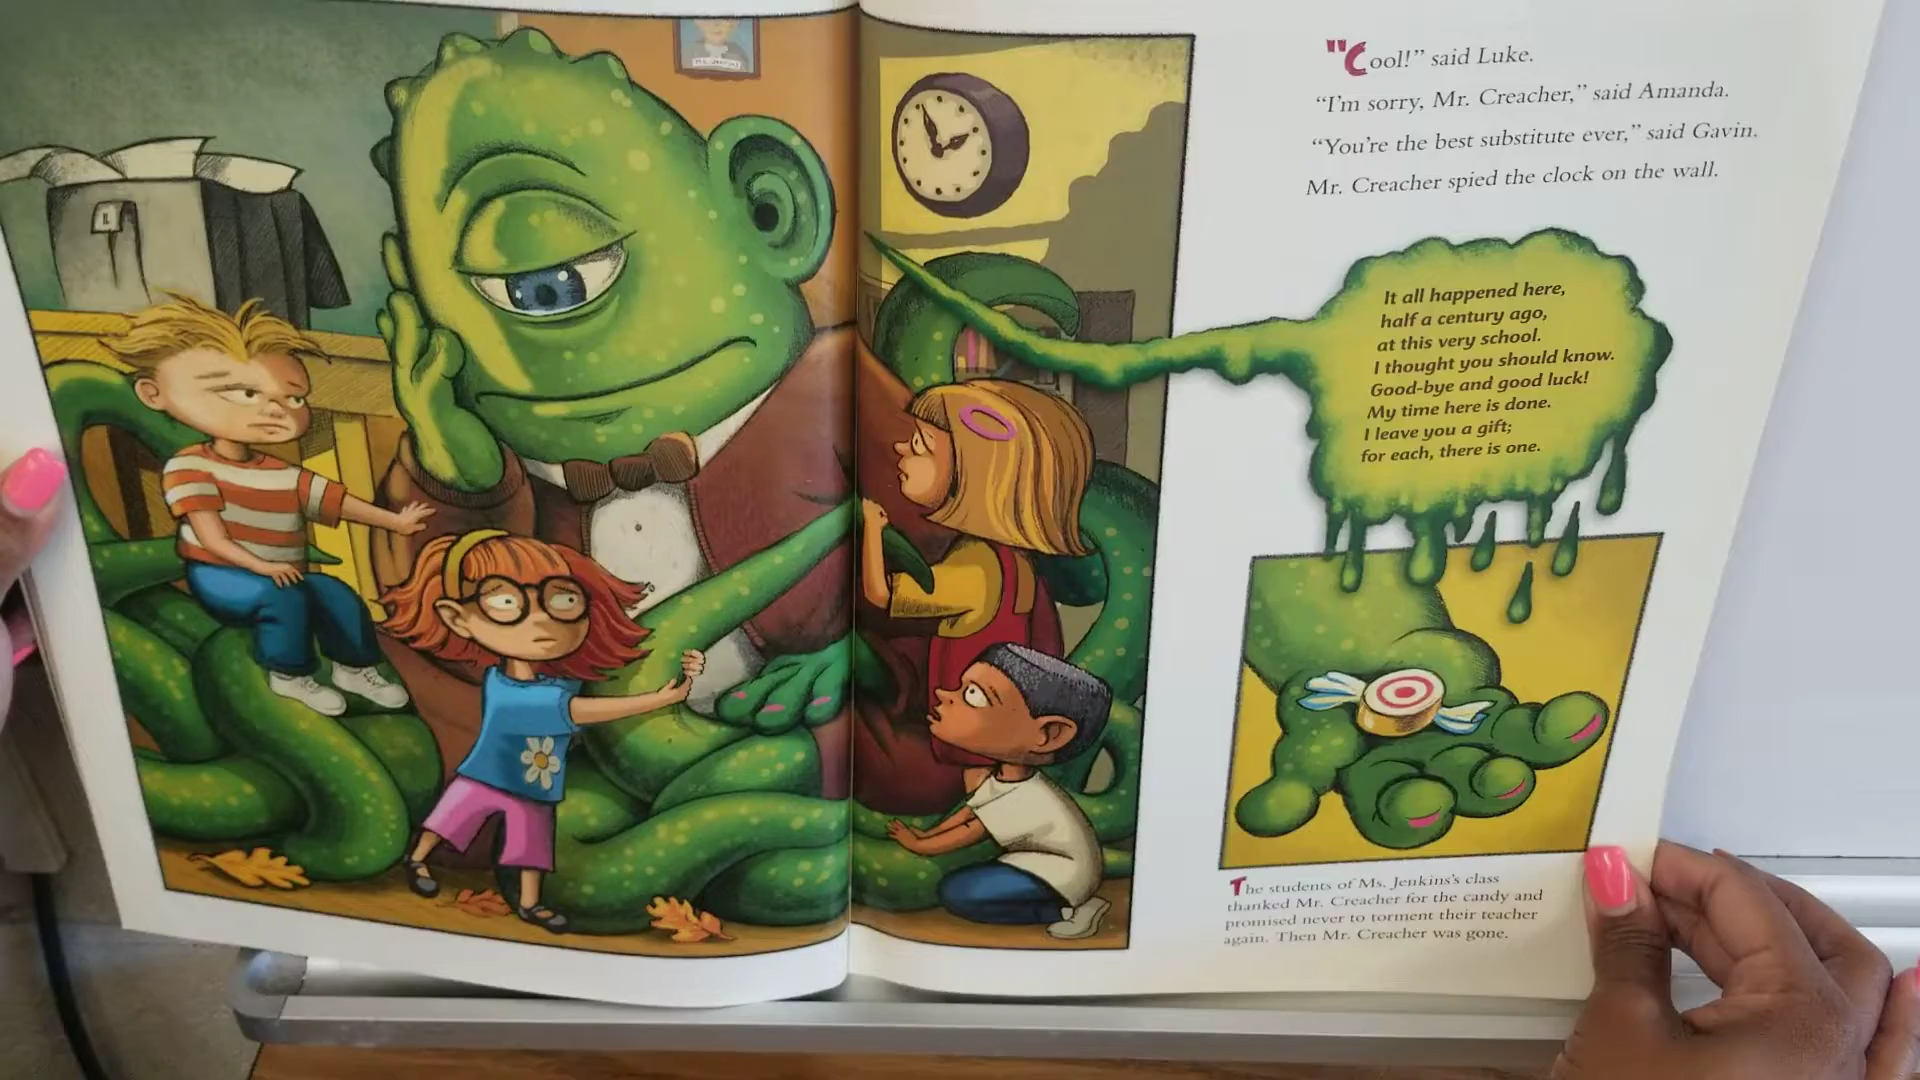 "Cool!" said Luke.
"I'm sorry, Mr. Creacher," said Amanda.
"You're the best substitute ever," said Gavin.
Mr. Creacher spied the clock on the wall.
It all happened here,
half a century ago,
at this very school.
I thought you should know.
Good-bye and good luck!
My time here is done.
I leave you a gift;
for each, there is one.
The students of Ms. Jenkins's class
thanked Mr. Creacher for the candy and
promised never to torment their teacher
again. Then Mr. Creacher was gone.